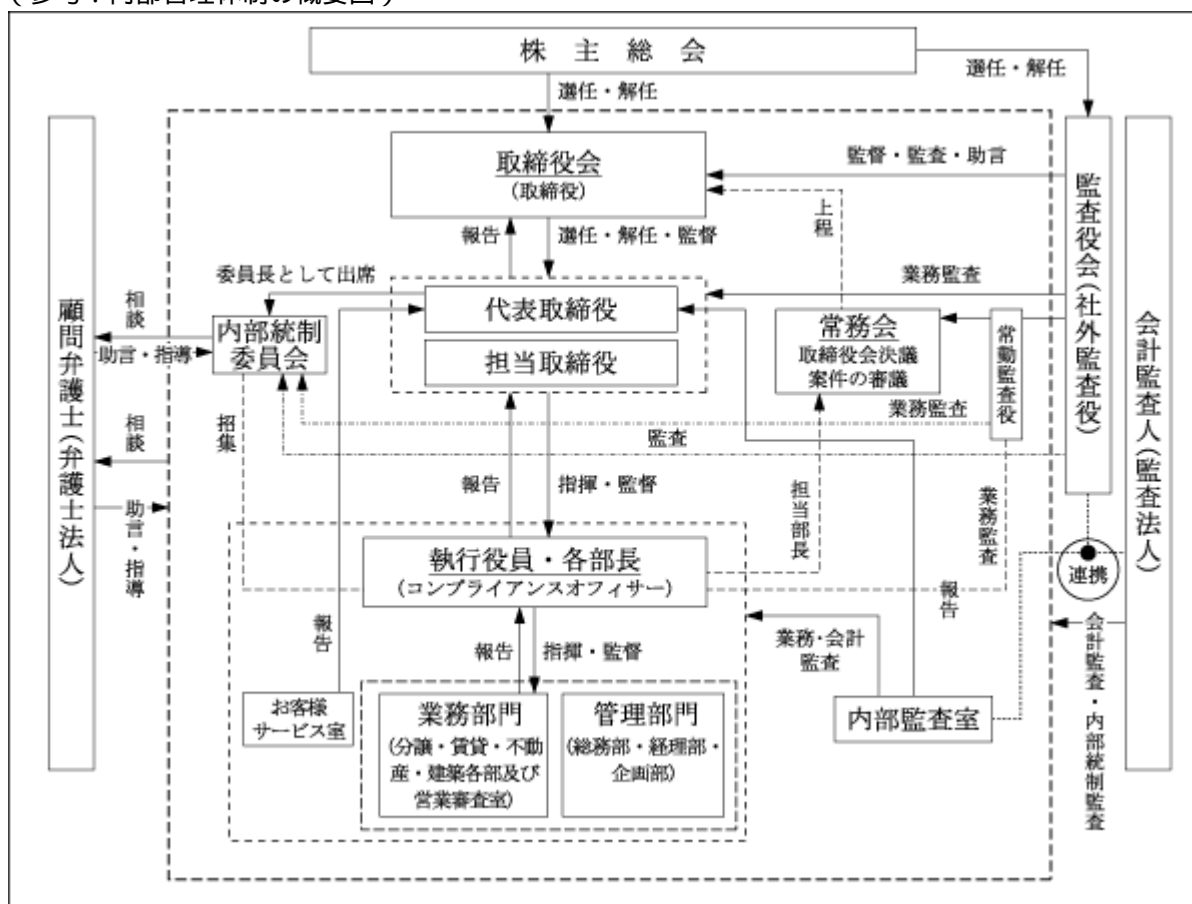 (参考:内部管理体制の概要図)
株主総会
選任・解任
選任・解任
取締役会
(取締役)
監督・監査・助言
上程
報告
選任・解任・監督
委員長として出席
業務監査
代表取締役
担当取締役
内部統制
委員会
相談
助言・指導
常務会
取締役会決議
案件の審議
常勤監査役
監査役会(社外監査役)
会計監査人(監査法人)
顧問弁護士(弁護士法人)
業務監査
監査
招集
相談
助言・指導
報告
指揮・監督
担当部長
業務監査
執行役員・各部長
(コンプライアンスオフィサー)
連携
報告
報告
報告
指揮・監督
業務・会計
監査
会計監査・内部統制監査
お客様
サービス室
業務部門
(分譲・賃貸・不動
産・建築各部及び
営業審査室)
管理部門
(総務部・経理部・
企画部)
内部監査室